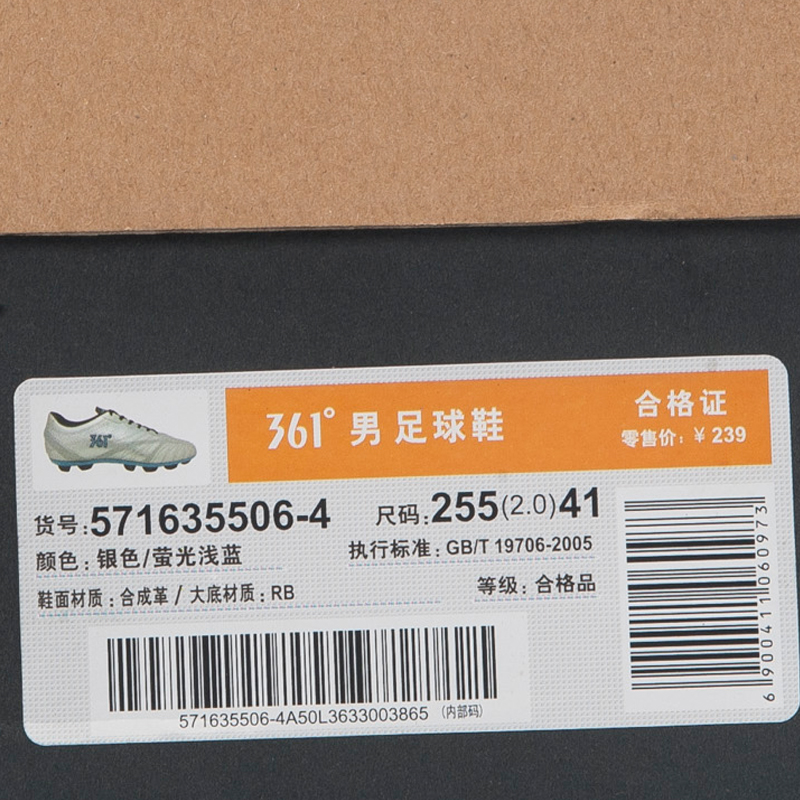 361° 男足球鞋
合格证
零售价：￥239
361°
货号:571635506-4
尺码:255(2.0)41
颜色：银色/萤光浅蓝
执行标准：GB/T 19706-2005
鞋面材质：合成革 / 大底材质：RB
等级：合格品
571635506-4A50L3633003865 (内部码)
6900411060973